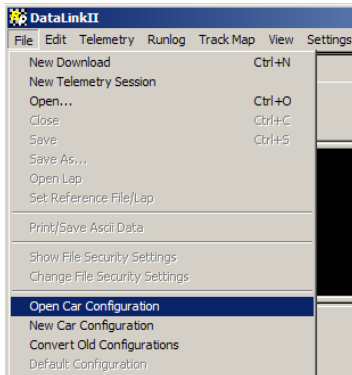 DataLinkII
File Edit Telemetry Runlog Track Map View Settings
New Download Ctrl+N
New Telemetry Session
Open... Ctrl+O
Close Ctrl+C
Save Ctrl+S
Save As...
Open Lap
Set Reference File/Lap
Print/Save Ascii Data
Show File Security Settings
Change File Security Settings
Open Car Configuration
New Car Configuration
Convert Old Configurations
Default Configuration